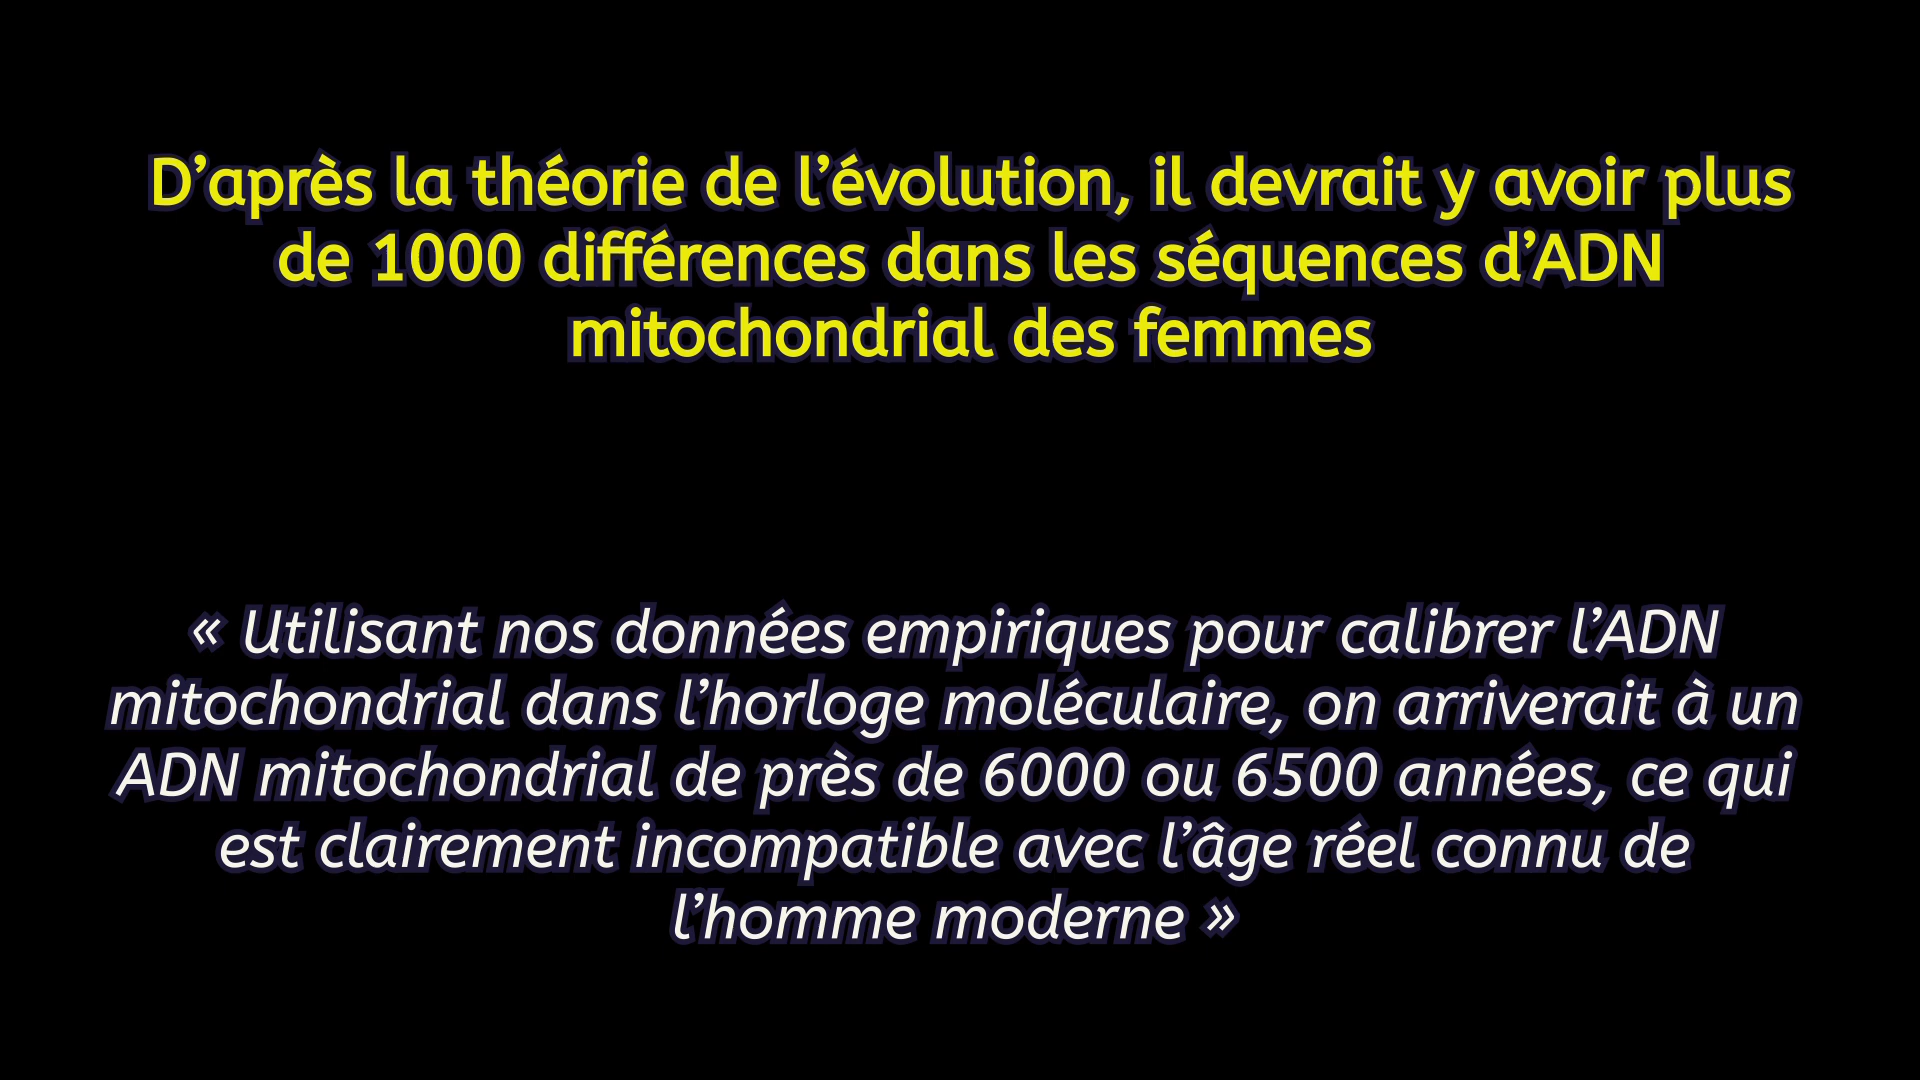 D’après la théorie de l’évolution, il devrait y avoir plus
de 1000 différences dans les séquences d’ADN
mitochondrial des femmes
« Utilisant nos données empiriques pour calibrer l’ADN
mitochondrial dans l’horloge moléculaire, on arriverait à un
ADN mitochondrial de près de 6000 ou 6500 années, ce qui
est clairement incompatible avec l’âge réel connu de
l’homme moderne »